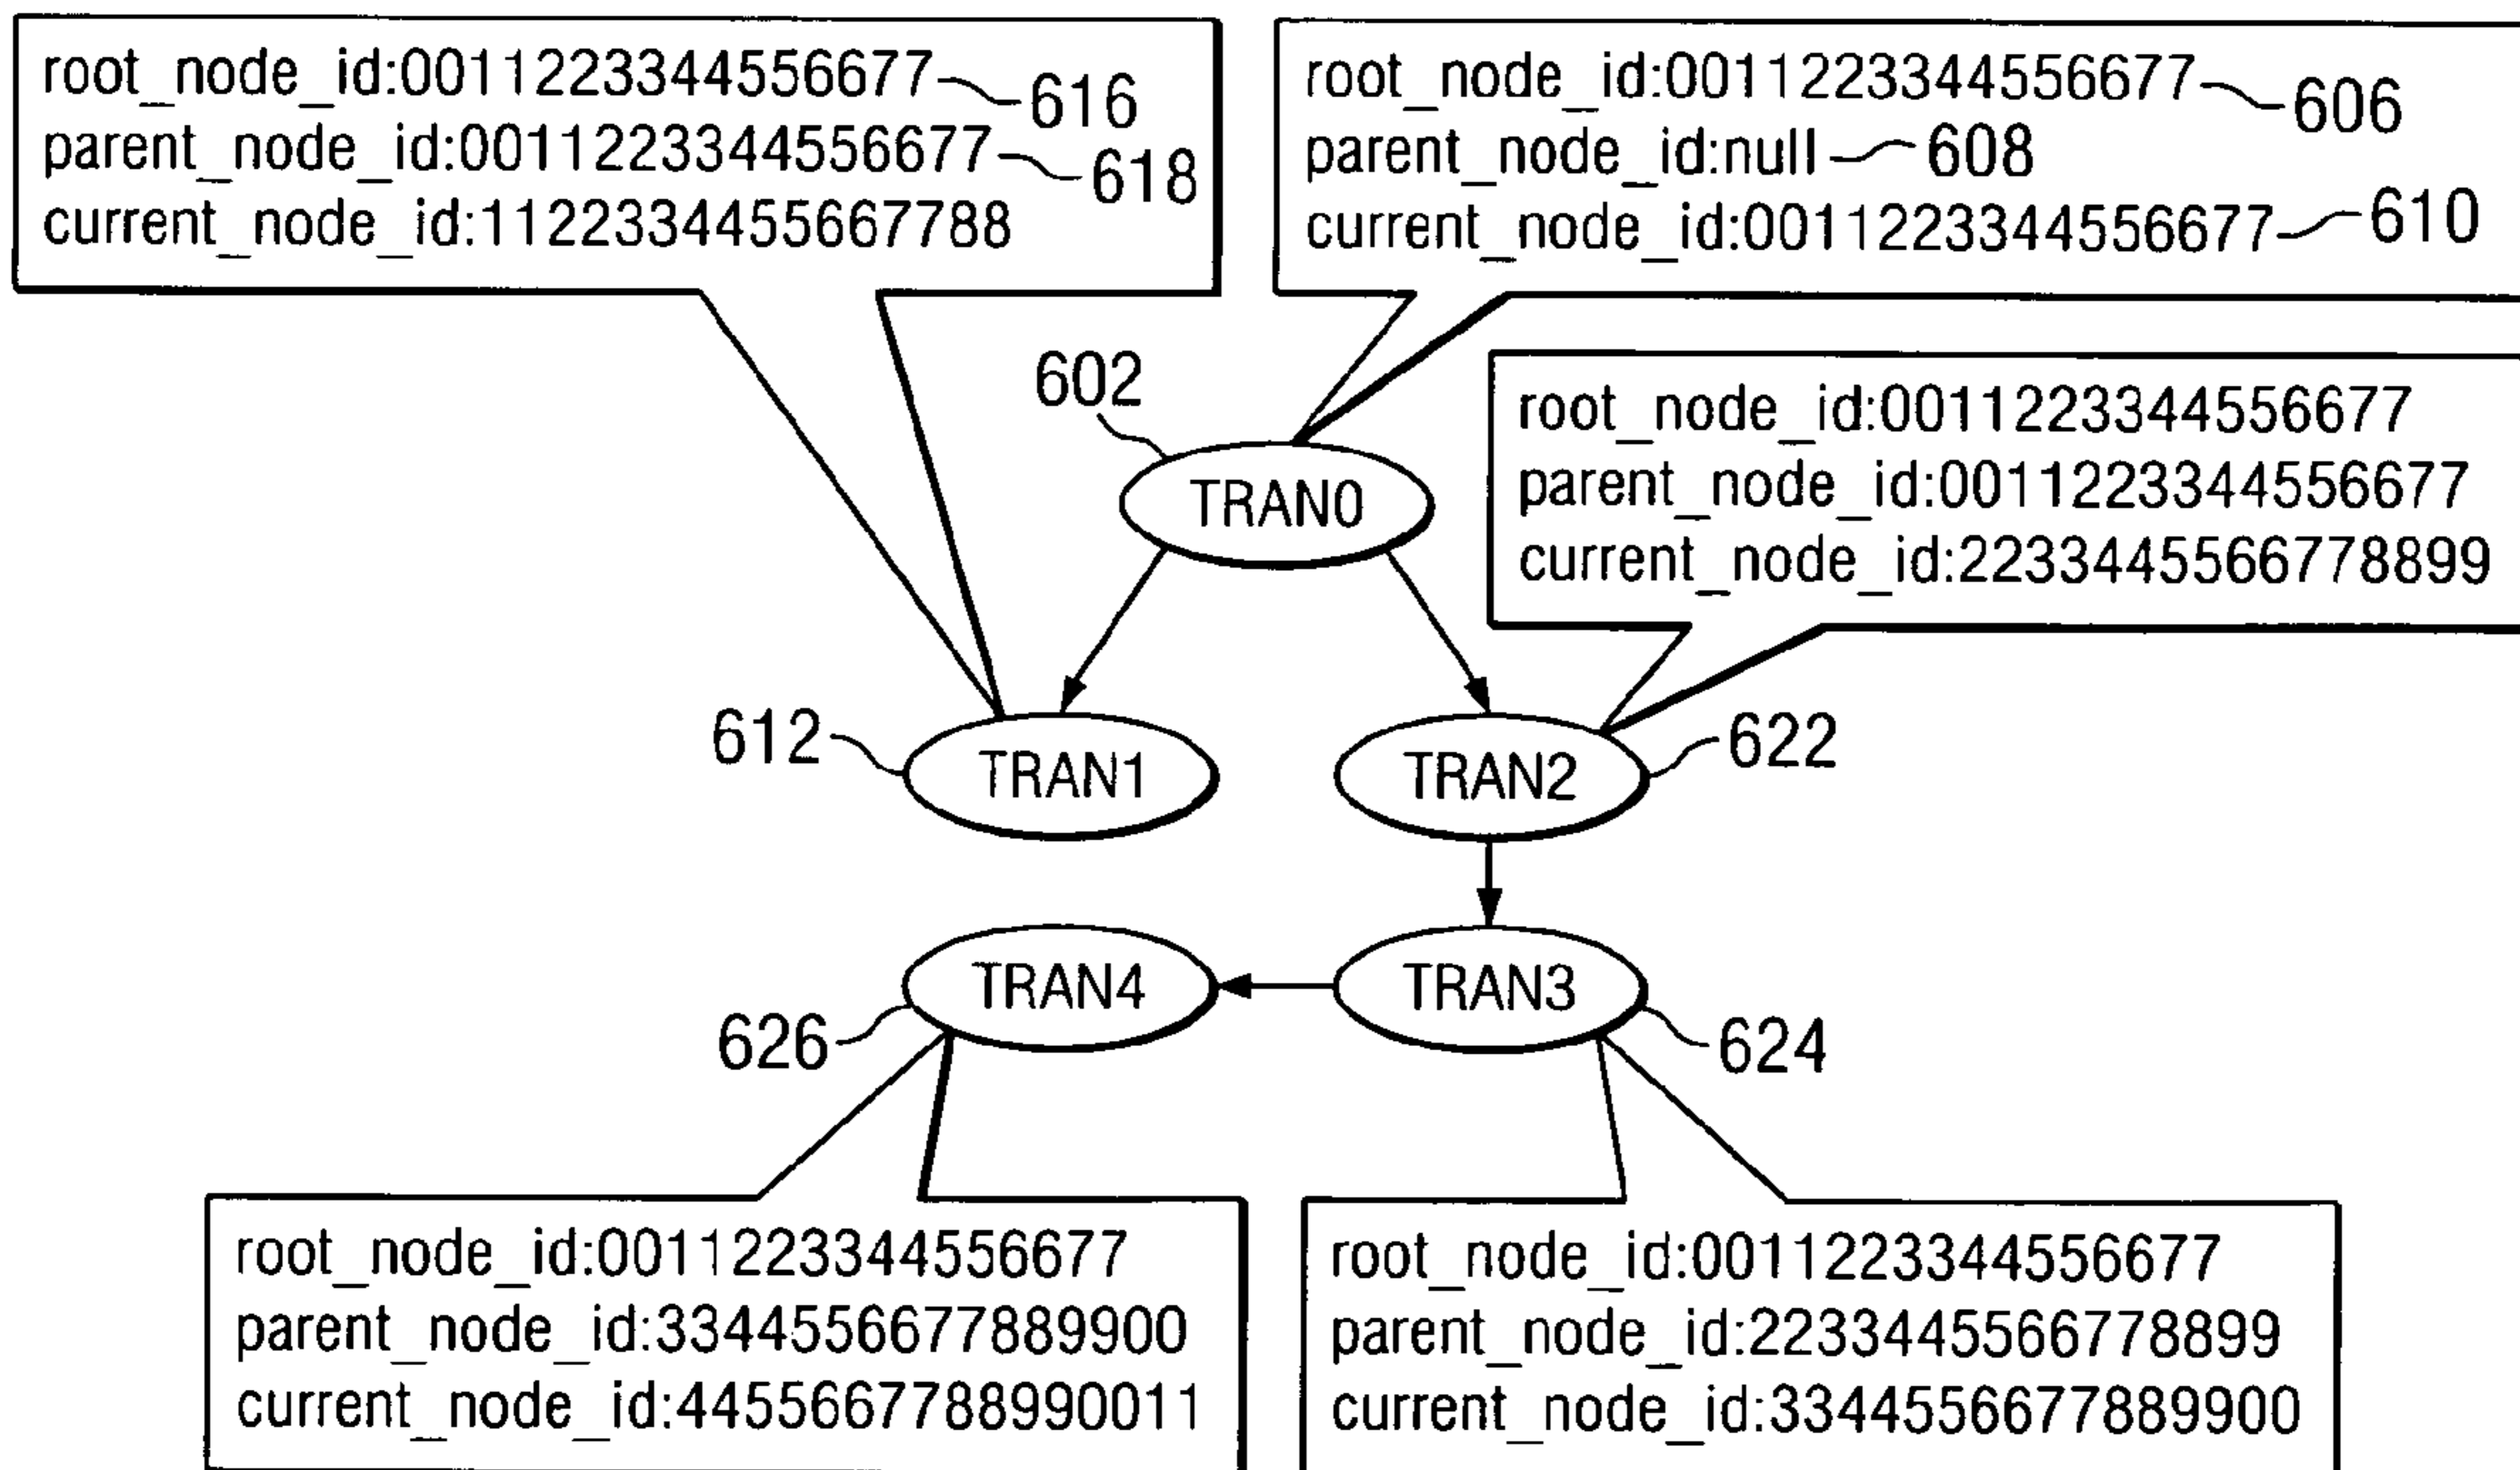 root_node_id:0011223344556677 616
parent_node_id:0011223344556677 618
current_node_id:1122334455667788
root_node_id:0011223344556677 606
parent_node_id:null 608
current_node_id:0011223344556677 610
602
TRAN0
root_node_id:0011223344556677
parent_node_id:0011223344556677
current_node_id:2233445566778899
612
TRAN1
TRAN2
622
TRAN4
TRAN3
626
624
root_node_id:0011223344556677
parent_node_id:3344556677889900
current_node_id:4455667788990011
root_node_id:0011223344556677
parent_node_id:2233445566778899
current_node_id:3344556677889900